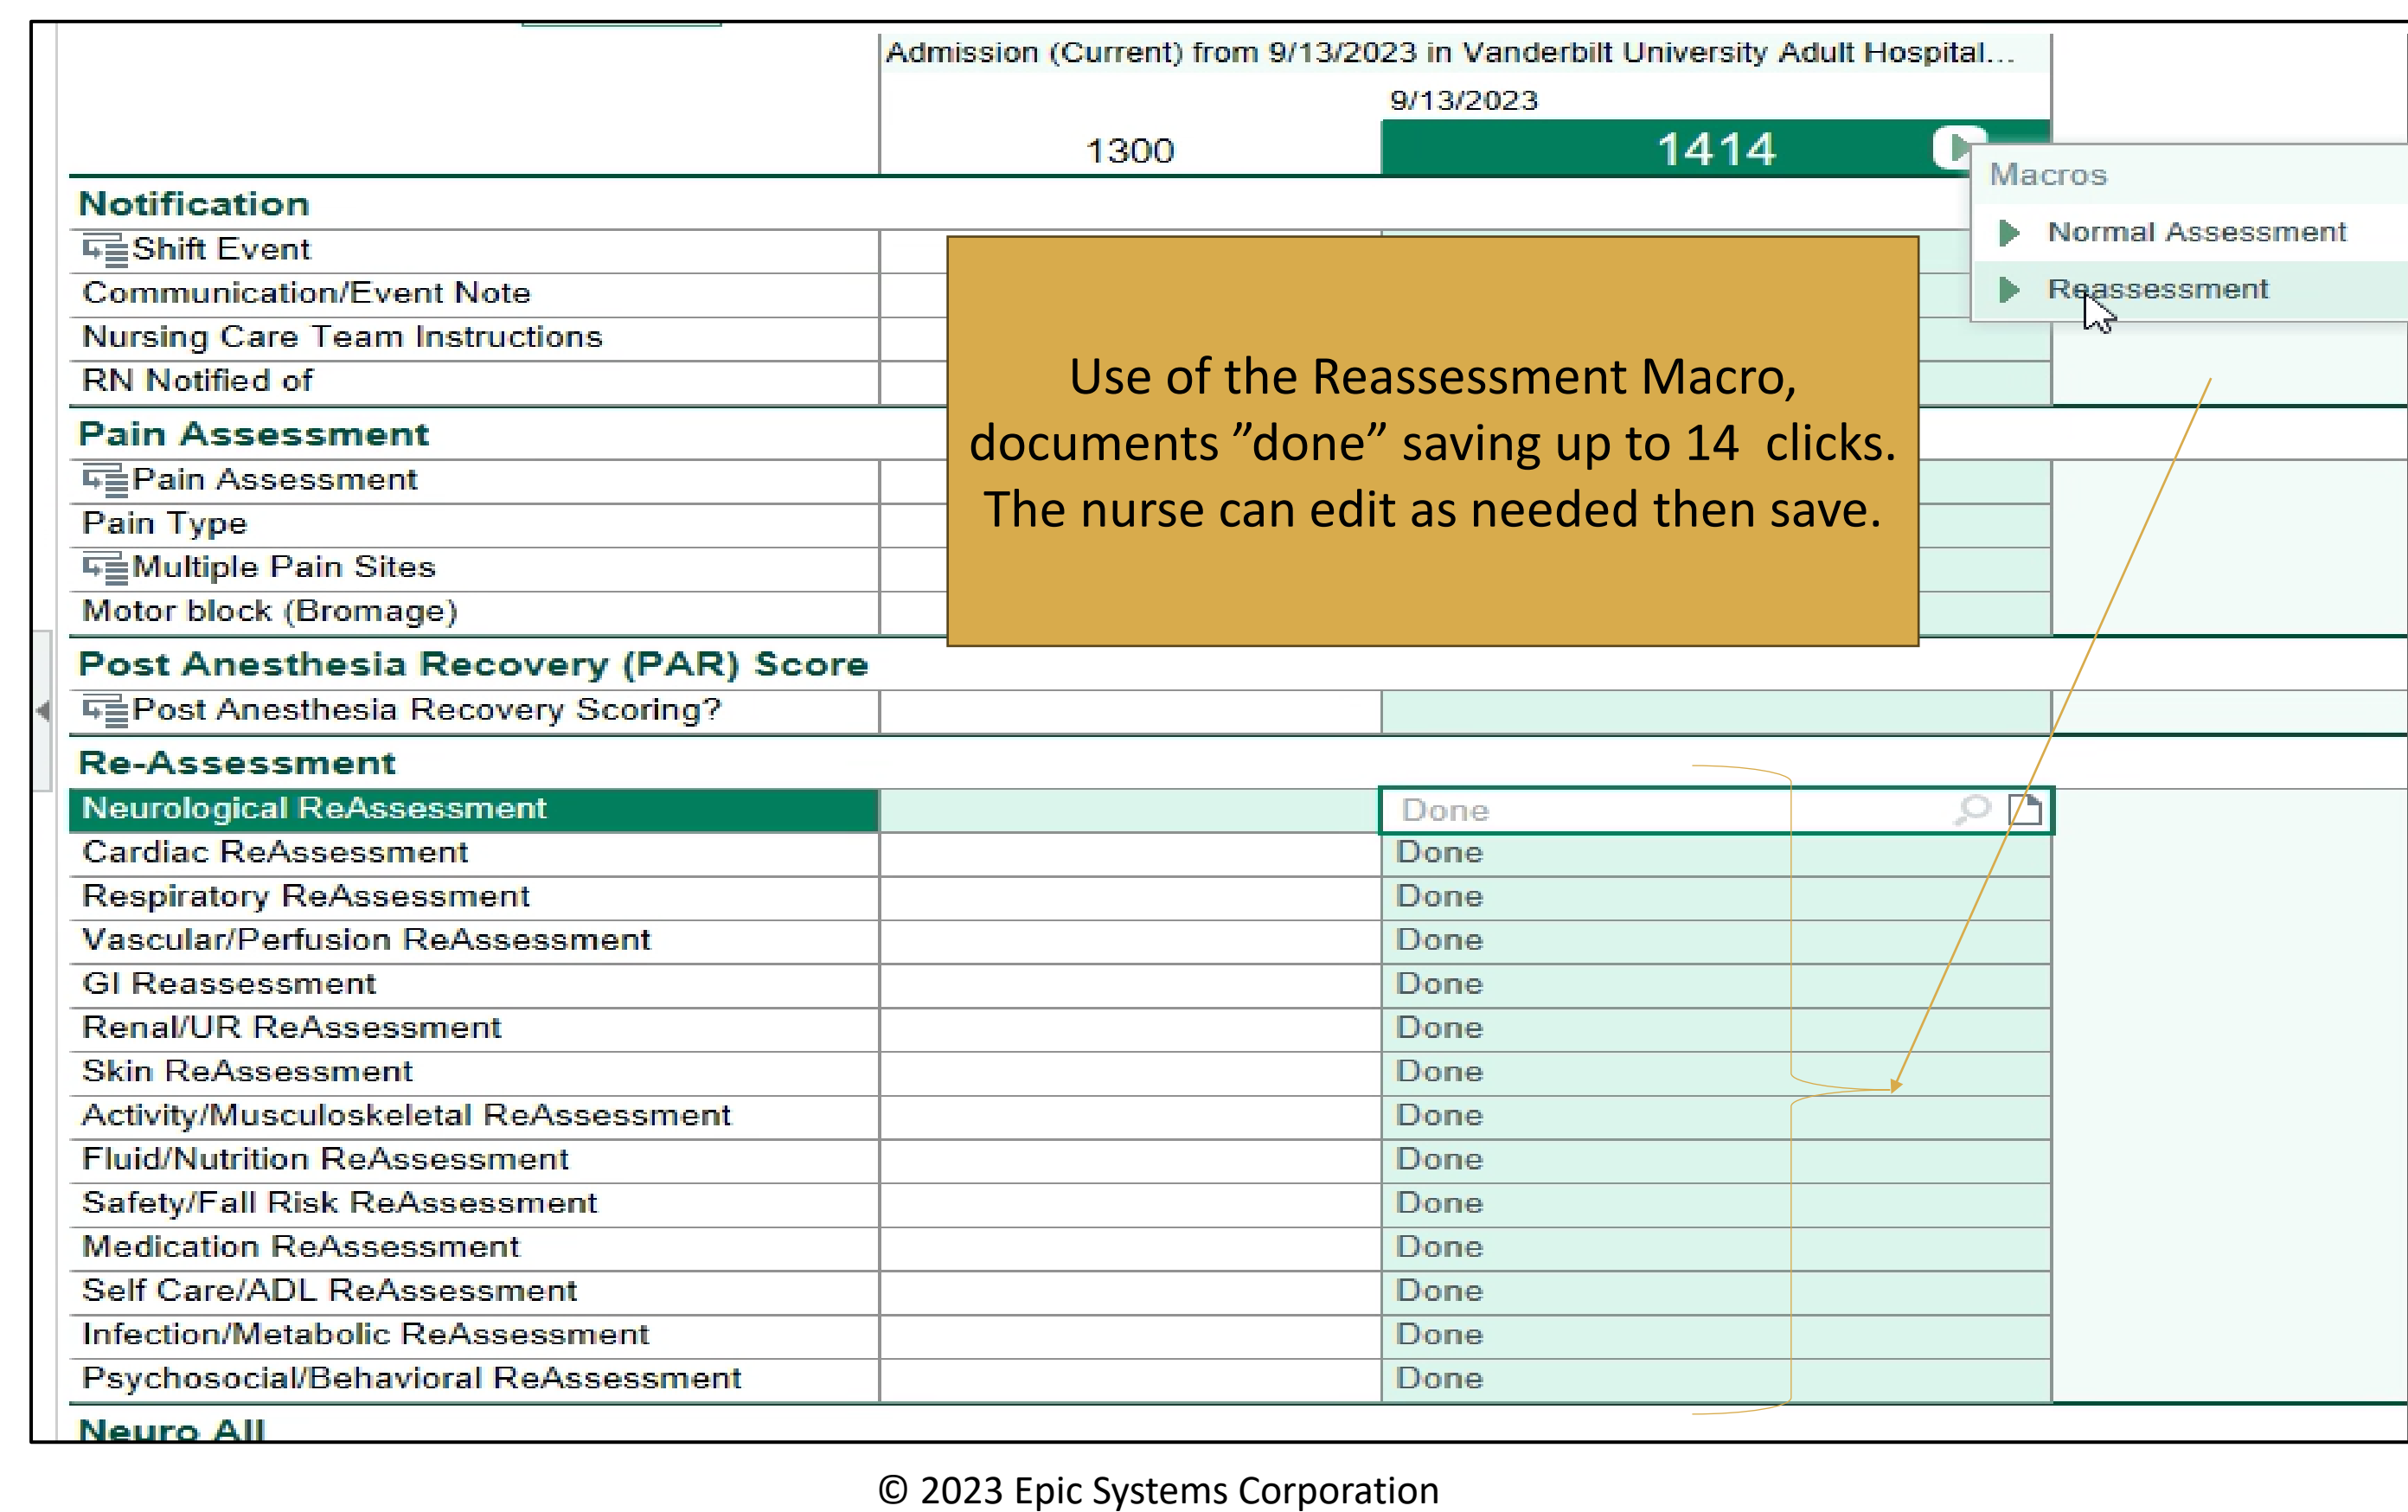 Admission (Current) from 9/13/2023 in Vanderbilt University Adult Hospital...
9/13/2023
1300 1414
Macros
Normal Assessment
Reassessment
Notification
Shift Event
Communication/Event Note
Nursing Care Team Instructions
RN Notified of
Use of the Reassessment Macro,
documents ”done” saving up to 14 clicks.
The nurse can edit as needed then save.
Pain Assessment
Pain Assessment
Pain Type
Multiple Pain Sites
Motor block (Bromage)
Post Anesthesia Recovery (PAR) Score
Post Anesthesia Recovery Scoring?
Re-Assessment
Neurological ReAssessment Done
Cardiac ReAssessment Done
Respiratory ReAssessment Done
Vascular/Perfusion ReAssessment Done
GI Reassessment Done
Renal/UR ReAssessment Done
Skin ReAssessment Done
Activity/Musculoskeletal ReAssessment Done
Fluid/Nutrition ReAssessment Done
Safety/Fall Risk ReAssessment Done
Medication ReAssessment Done
Self Care/ADL ReAssessment Done
Infection/Metabolic ReAssessment Done
Psychosocial/Behavioral ReAssessment Done
Neuro All
© 2023 Epic Systems Corporation